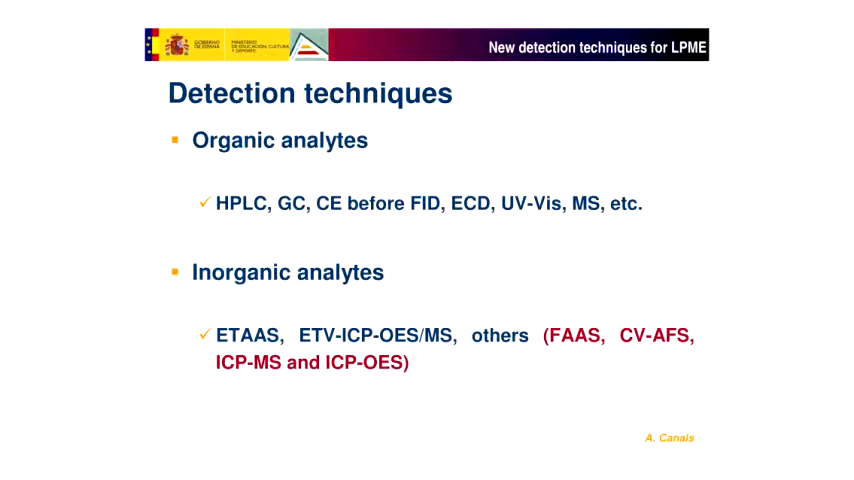 GOBIERNO
DE ESPAÑA
MINISTERIO
DE EDUCACIÓN, CULTURA
Y DEPORTE
New detection techniques for LPME
Detection techniques
Organic analytes
HPLC, GC, CE before FID, ECD, UV-Vis, MS, etc.
Inorganic analytes
ETAAS, ETV-ICP-OES/MS, others (FAAS, CV-AFS,
ICP-MS and ICP-OES)
A. Canals